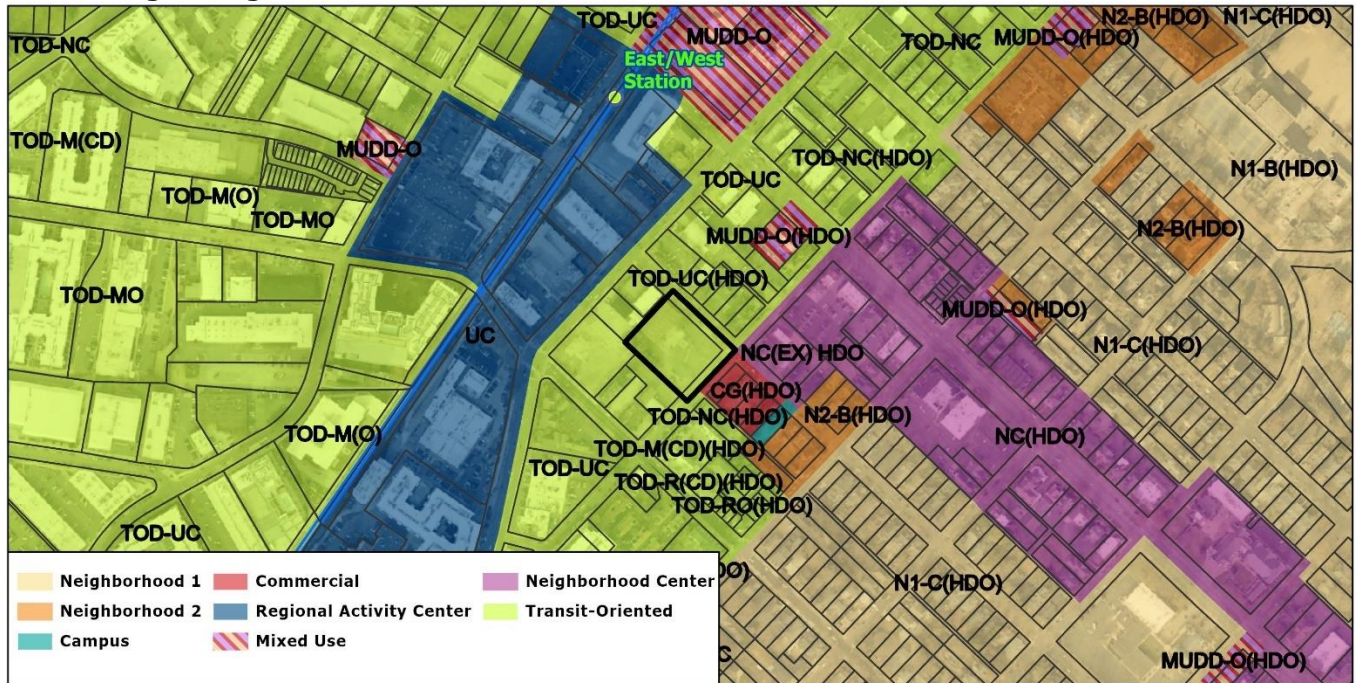 TOD-UC
N2-B(HDO)
N1-C(HDO)
TOD-NC
MUDD-O
TOD-NC
MUDD-O(HDO)
East/West
Station
TOD-M(CD)
MUDD-O
TOD-NC(HDO)
N1-B(HDO)
TOD-UC
TOD-M(O)
TOD-MO
N2-B(HDO)
MUDD-O(HDO)
TOD-UC(HDO)
TOD-MO
MUDD-O(HDO)
UC
NC(EX) HDO
N1-C(HDO)
CG(HDO)
TOD-NC(HDO)
N2-B(HDO)
TOD-M(O)
NC(HDO)
TOD-M(CD)(HDO)
TOD-UC
TOD-R(CD)(HDO)
TOD-RO(HDO)
TOD-UC
DO)
N1-C(HDO)
C
MUDD-O(HDO)
Neighborhood 1
Neighborhood 2
Campus
Commercial
Regional Activity Center
Mixed Use
Neighborhood Center
Transit-Oriented